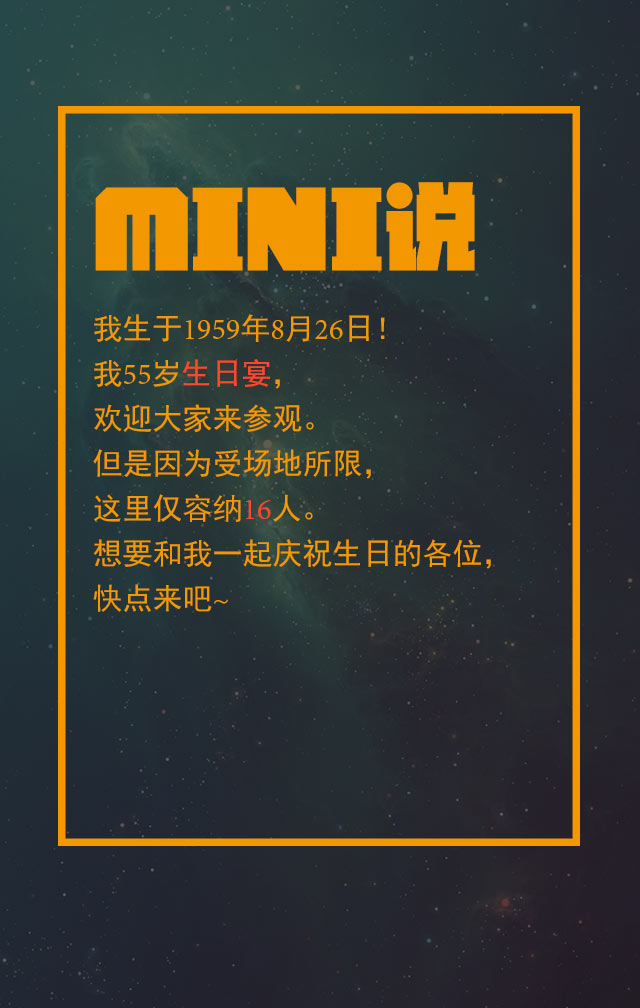 MINI说
我生于1959年8月26日！
我55岁生日宴，
欢迎大家来参观。
但是因为受场地所限，
这里仅容纳16人。
想要和我一起庆祝生日的各位，
快点来吧~